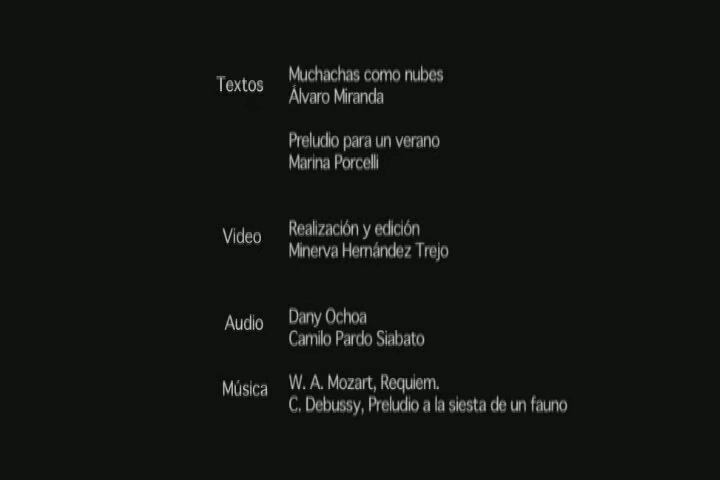 Textos
Muchachas como nubes
Álvaro Miranda
Preludio para un verano
Marina Porcelli
Video
Realización y edición
Minerva Hernández Trejo
Audio
Dany Ochoa
Camilo Pardo Siabato
Música
W. A. Mozart, Requiem.
C. Debussy, Preludio a la siesta de un fauno